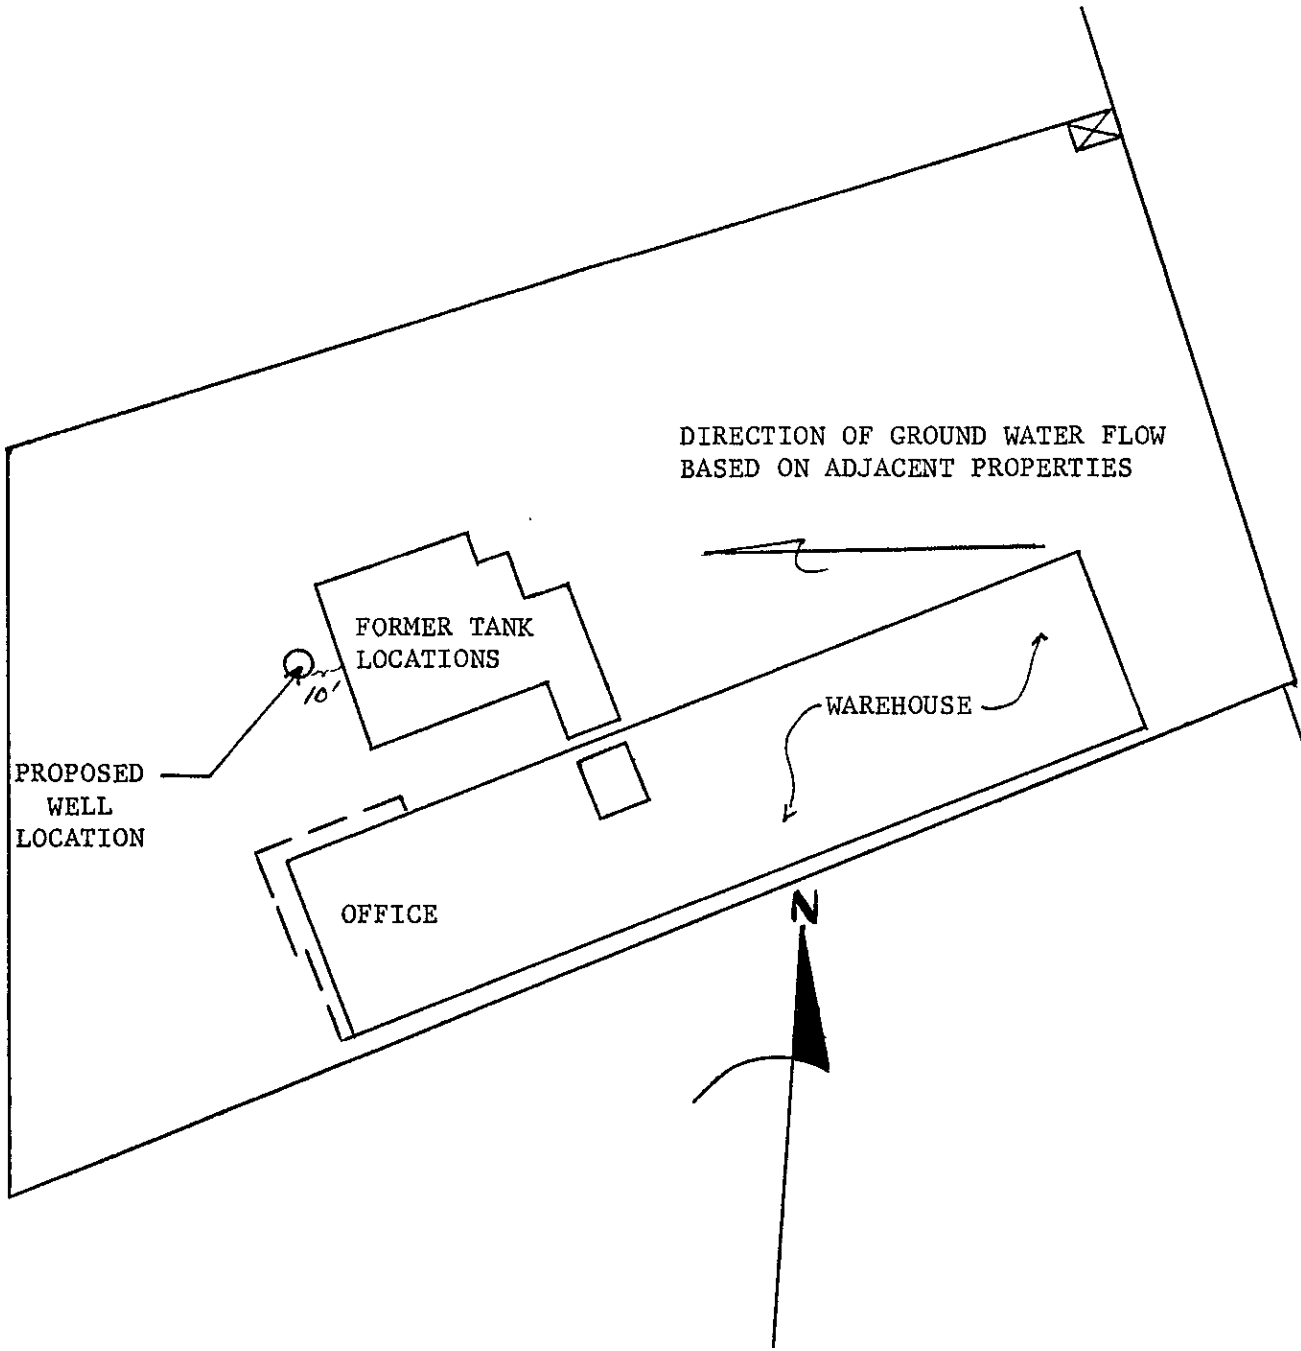 DIRECTION OF GROUND WATER FLOW
BASED ON ADJACENT PROPERTIES
FORMER TANK
LOCATIONS
10'
WAREHOUSE
PROPOSED
WELL
LOCATION
OFFICE
N